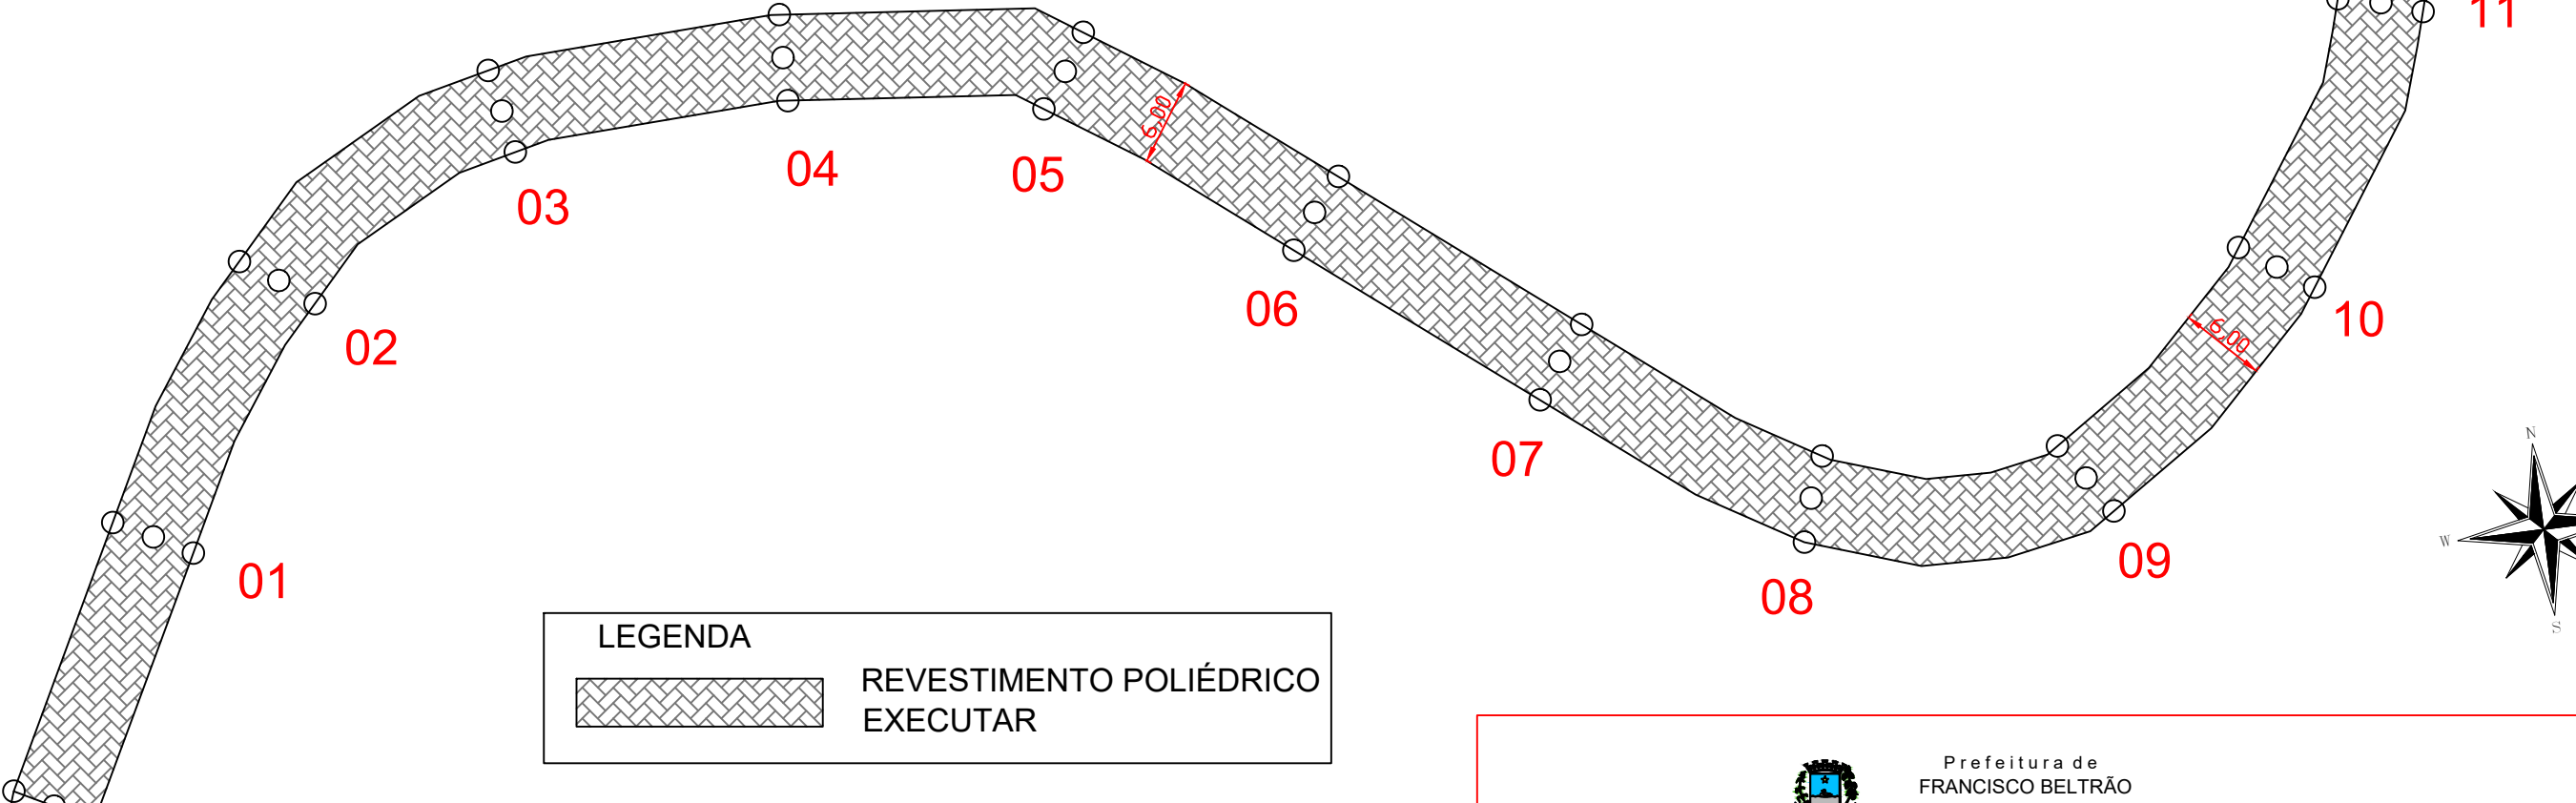 11
04
05
6,00
03
06
02
10
6,00
07
N
W
09
01
08
S
LEGENDA
REVESTIMENTO POLIÉDRICO
EXECUTAR
Prefeitura de
FRANCISCO BELTRÃO